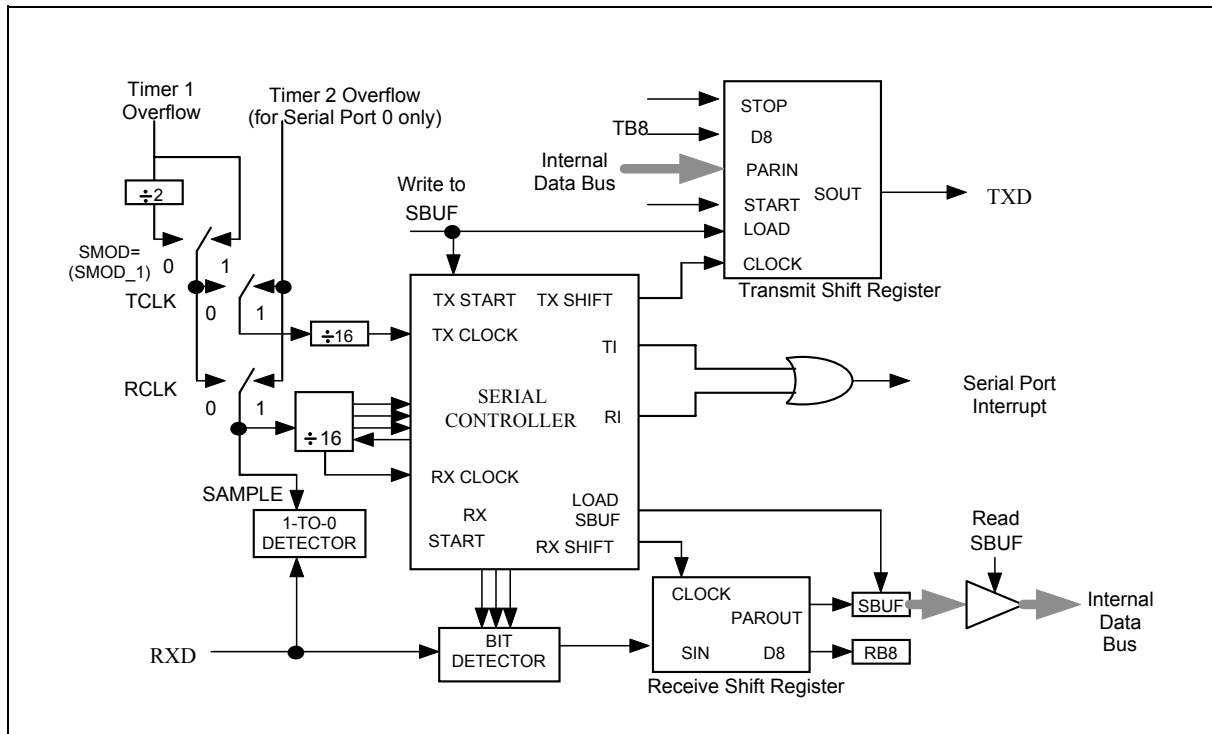 Timer 1
Overflow
Timer 2 Overflow
(for Serial Port 0 only)
÷2
SMOD=
(SMOD_1)
0
1
TCLK
0
1
÷16
RCLK
0
1
÷16
SAMPLE
1-TO-0
DETECTOR
RXD
Write to
SBUF
TX START
TX SHIFT
TX CLOCK
TI
SERIAL
CONTROLLER
RI
RX CLOCK
LOAD
SBUF
RX
START
RX SHIFT
BIT
DETECTOR
TB8
Internal
Data Bus
STOP
D8
PARIN
SOUT
START
LOAD
CLOCK
Transmit Shift Register
TXD
Serial Port
Interrupt
CLOCK
PAROUT
SIN
D8
Receive Shift Register
SBUF
RB8
Read
SBUF
Internal
Data
Bus